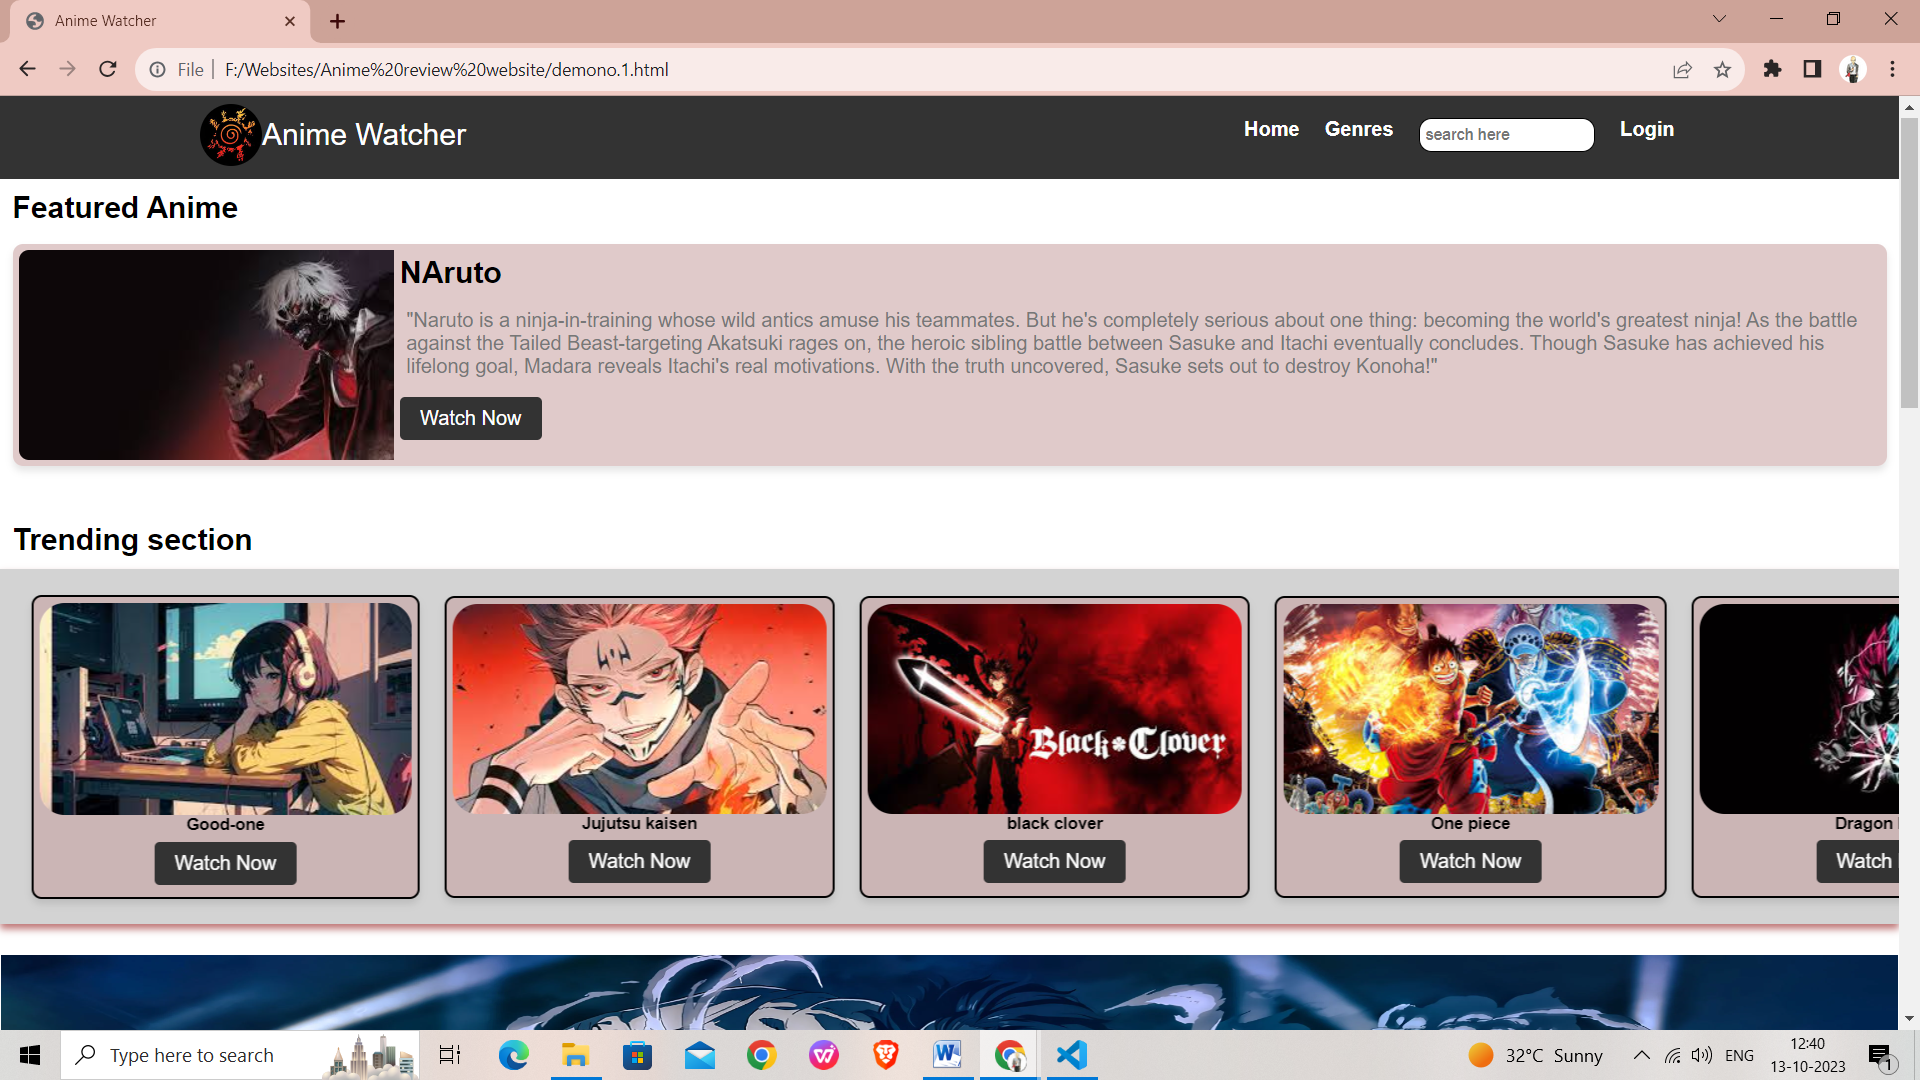 Anime Watcher
File
F:/Websites/Anime%20review%20website/demono.1.html
Anime Watcher
Home
Genres
search here
Login
Featured Anime
NAruto
"Naruto is a ninja-in-training whose wild antics amuse his teammates. But he's completely serious about one thing: becoming the world's greatest ninja! As the battle
against the Tailed Beast-targeting Akatsuki rages on, the heroic sibling battle between Sasuke and Itachi eventually concludes. Though Sasuke has achieved his
lifelong goal, Madara reveals Itachi's real motivations. With the truth uncovered, Sasuke sets out to destroy Konoha!"
Watch Now
Trending section
Black Clover
Good-one
Jujutsu kaisen
black clover
One piece
Dragon
Watch Now
Watch Now
Watch Now
Watch Now
Watch
Type here to search
32°C Sunny
ENG
12:40
13-10-2023
1